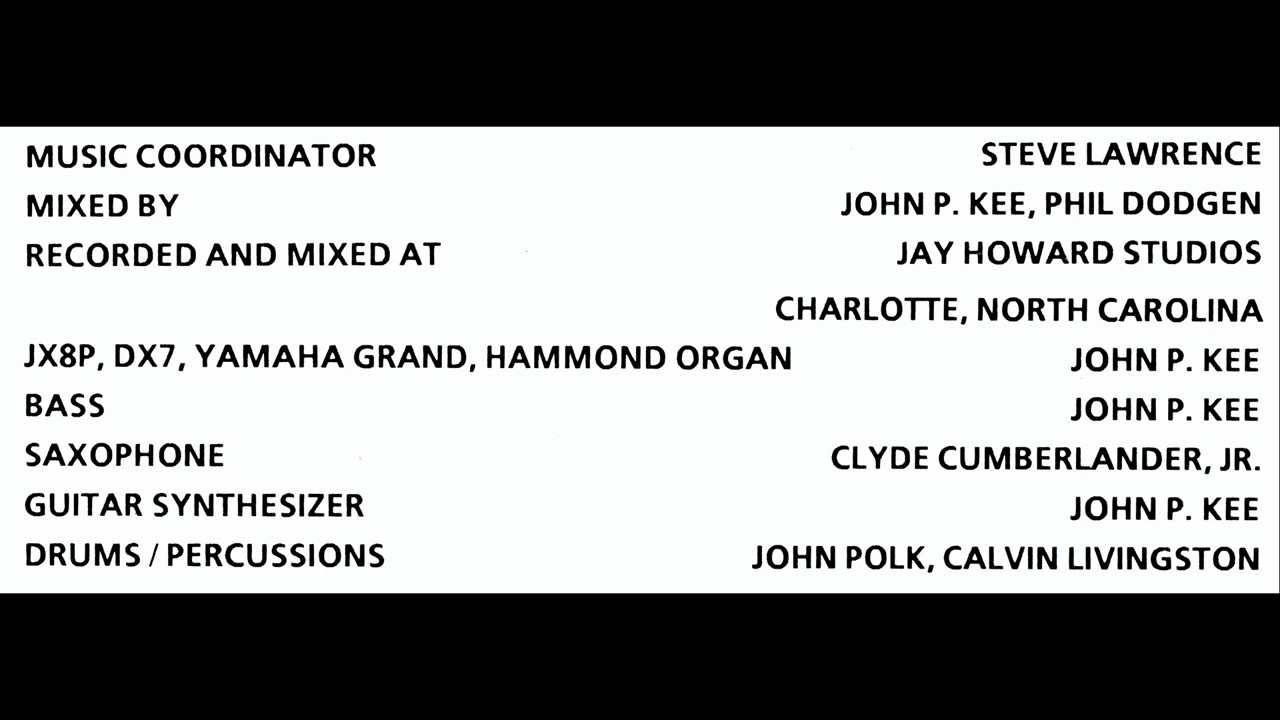 MUSIC COORDINATOR STEVE LAWRENCE
MIXED BY JOHN P. KEE, PHIL DODGEN
RECORDED AND MIXED AT JAY HOWARD STUDIOS
CHARLOTTE, NORTH CAROLINA
JX8P, DX7, YAMAHA GRAND, HAMMOND ORGAN JOHN P. KEE
BASS JOHN P. KEE
SAXOPHONE CLYDE CUMBERLANDER, JR.
GUITAR SYNTHESIZER JOHN P. KEE
DRUMS / PERCUSSIONS JOHN POLK, CALVIN LIVINGSTON